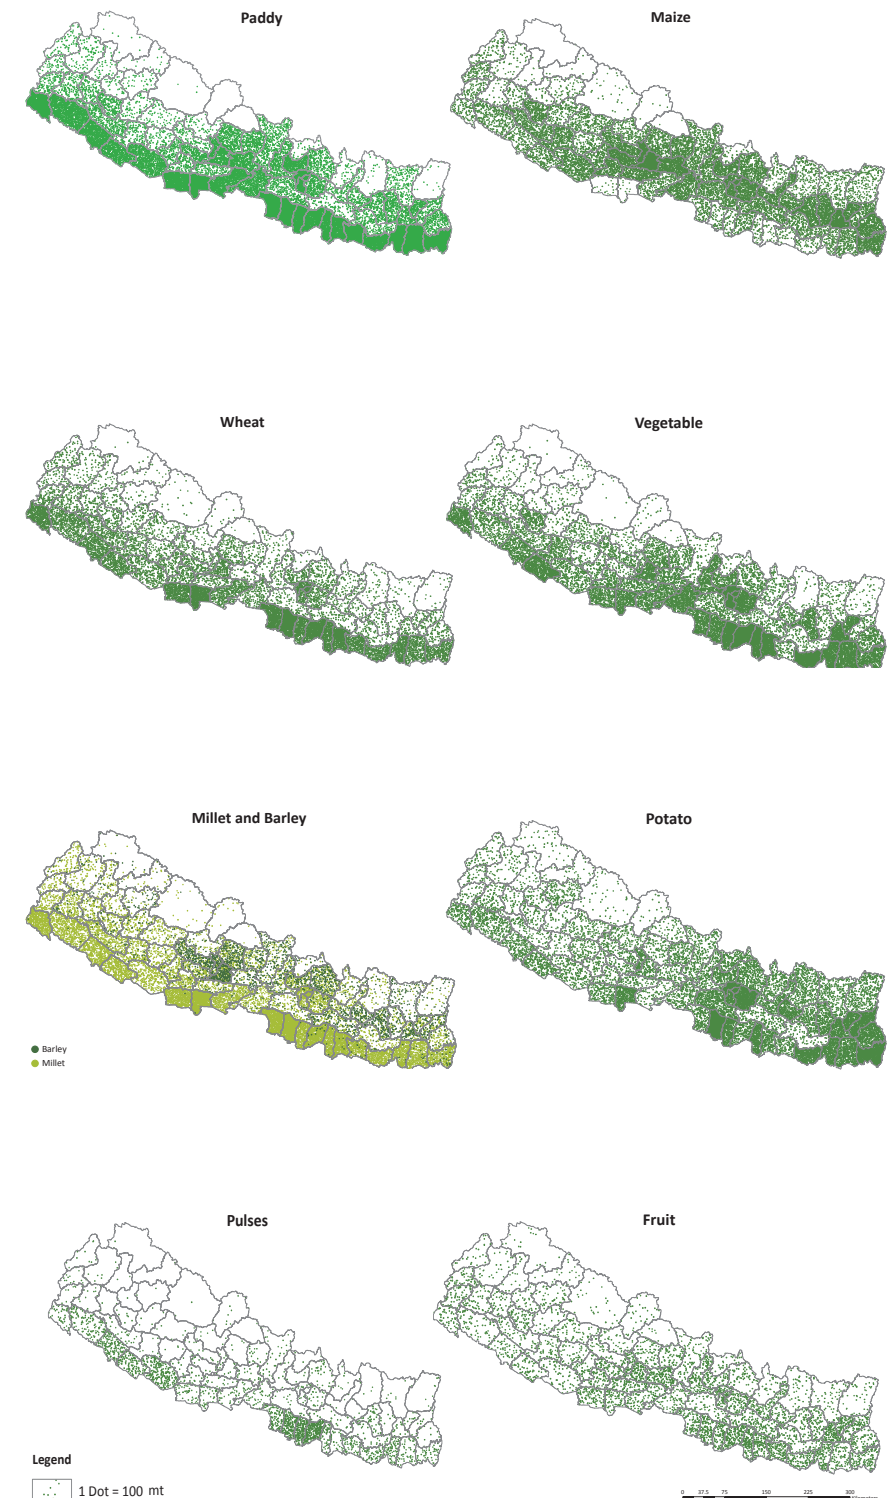 Paddy
Maize
Wheat
Vegetable
Millet and Barley
Potato
Barley
Millet
Pulses
Fruit
Legend
1 Dot = 100 mt
0 37.5 75 150 225 300